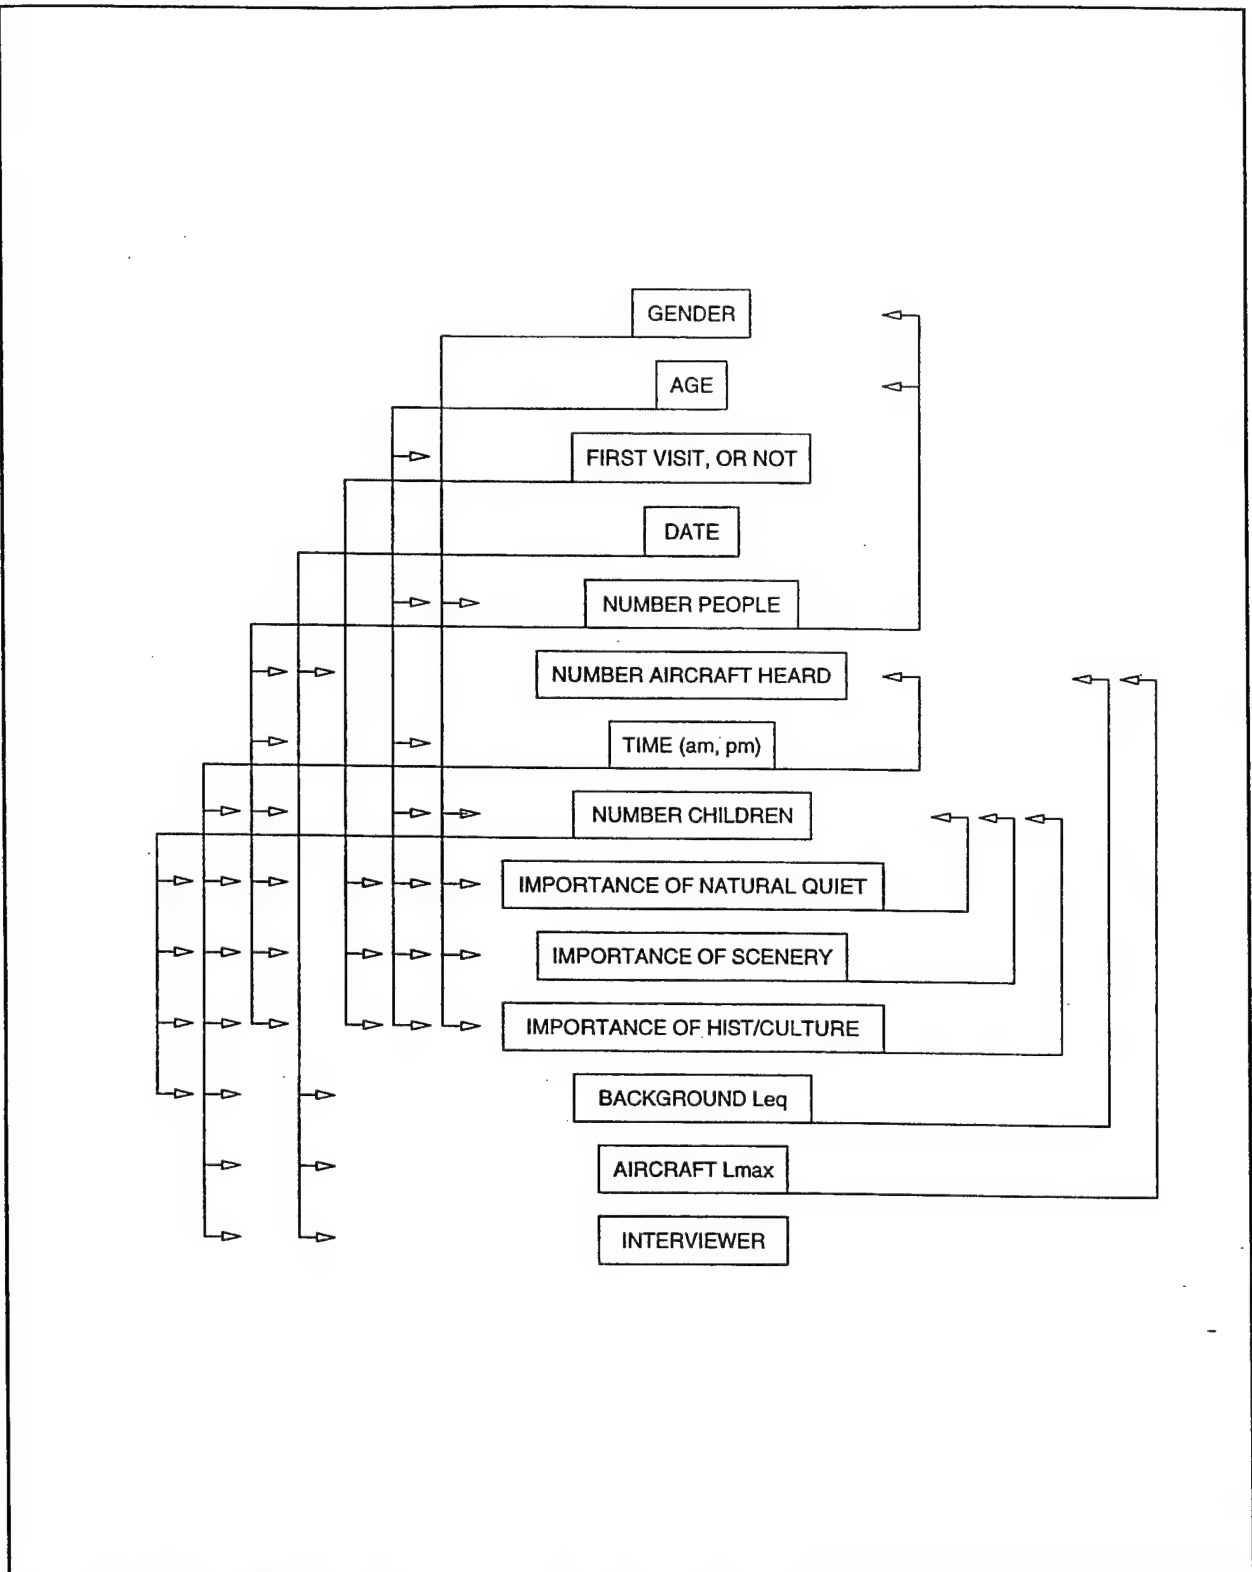 GENDER
AGE
FIRST VISIT, OR NOT
DATE
NUMBER PEOPLE
NUMBER AIRCRAFT HEARD
TIME (am, pm)
NUMBER CHILDREN
IMPORTANCE OF NATURAL QUIET
IMPORTANCE OF SCENERY
IMPORTANCE OF HIST/CULTURE
BACKGROUND Leq
AIRCRAFT Lmax
INTERVIEWER